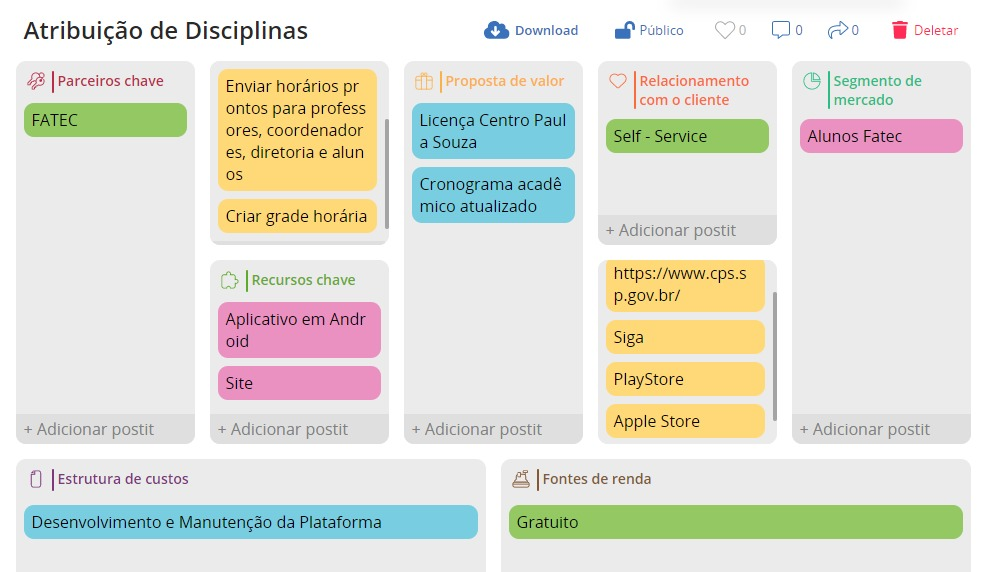 Atribuição de Disciplinas
Download
Público
0
0
0
Deletar
Parceiros chave
FATEC
+ Adicionar postit
Enviar horários pr
ontos para profess
ores, coordenador
es, diretoria e alun
os
Criar grade horária
Recursos chave
Aplicativo em Andr
oid
Site
+ Adicionar postit
Proposta de valor
Licença Centro Paul
a Souza
Cronograma acadê
mico atualizado
+ Adicionar postit
Relacionamento
com o cliente
Self - Service
+ Adicionar postit
https://www.cps.s
p.gov.br/
Siga
PlayStore
Apple Store
Segmento de
mercado
Alunos Fatec
+ Adicionar postit
Estrutura de custos
Desenvolvimento e Manutenção da Plataforma
Fontes de renda
Gratuito